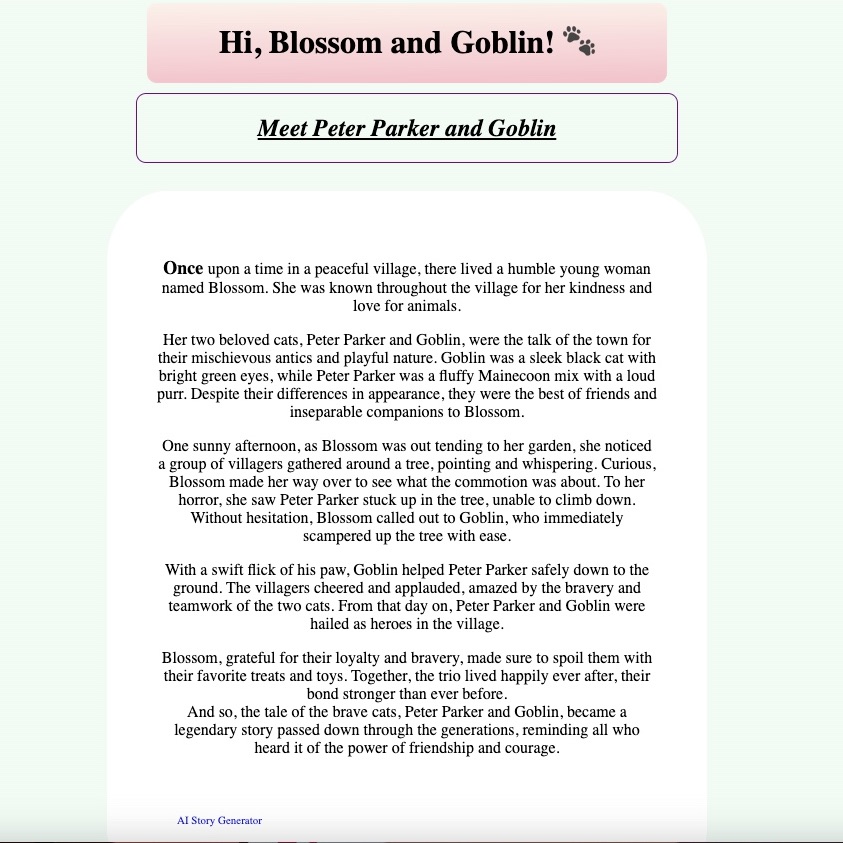 Hi, Blossom and Goblin! 🐾
Meet Peter Parker and Goblin
Once upon a time in a peaceful village, there lived a humble young woman
named Blossom. She was known throughout the village for her kindness and
love for animals.
Her two beloved cats, Peter Parker and Goblin, were the talk of the town for
their mischievous antics and playful nature. Goblin was a sleek black cat with
bright green eyes, while Peter Parker was a fluffy Mainecoon mix with a loud
purr. Despite their differences in appearance, they were the best of friends and
inseparable companions to Blossom.
One sunny afternoon, as Blossom was out tending to her garden, she noticed
a group of villagers gathered around a tree, pointing and whispering. Curious,
Blossom made her way over to see what the commotion was about. To her
horror, she saw Peter Parker stuck up in the tree, unable to climb down.
Without hesitation, Blossom called out to Goblin, who immediately
scampered up the tree with ease.
With a swift flick of his paw, Goblin helped Peter Parker safely down to the
ground. The villagers cheered and applauded, amazed by the bravery and
teamwork of the two cats. From that day on, Peter Parker and Goblin were
hailed as heroes in the village.
Blossom, grateful for their loyalty and bravery, made sure to spoil them with
their favorite treats and toys. Together, the trio lived happily ever after, their
bond stronger than ever before.
And so, the tale of the brave cats, Peter Parker and Goblin, became a
legendary story passed down through the generations, reminding all who
heard it of the power of friendship and courage.
AI Story Generator